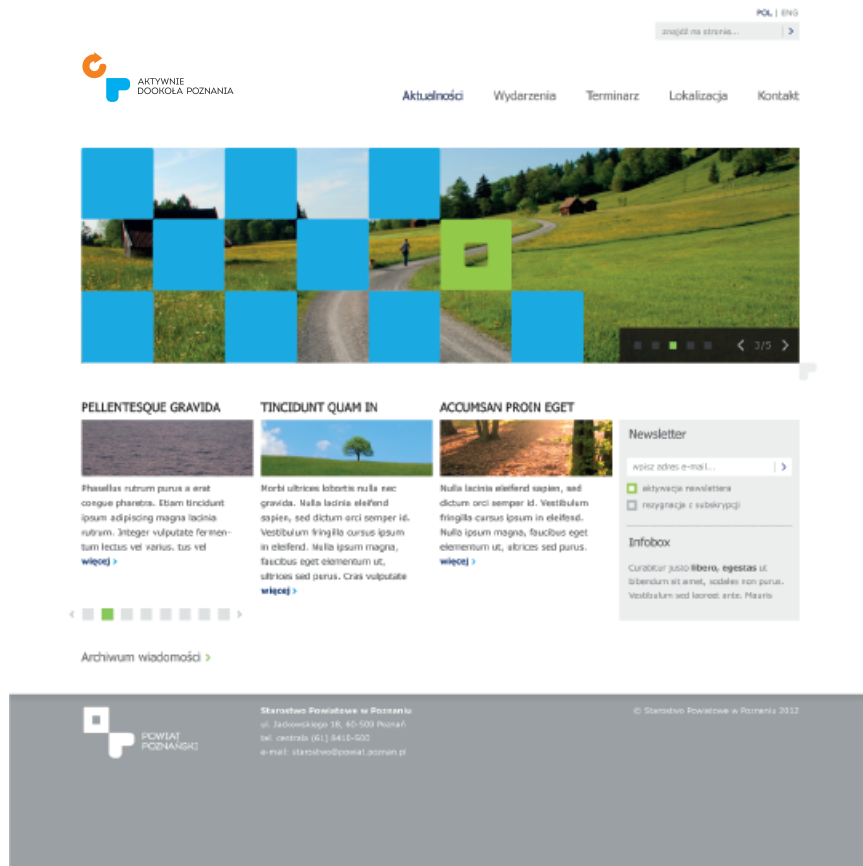 POL | ENG
znajdź na stronie...
AKTYWNIE
DOOKOŁA POZNANIA
Aktualności
Wydarzenia
Terminarz
Lokalizacja
Kontakt
3/5
PELLENTESQUE GRAVIDA
Phasellus rutrum purus a erat
congue pharetra. Etiam tincidunt
ipsum adipiscing magna lacinia
rutrum. Integer vulputate fermen-
tum lectus vel varius. tus vel
więcej ›
TINCIDUNT QUAM IN
Morbi ultrices lobortis nulla nec
gravida. Nulla lacinia eleifend
sapien, sed dictum orci semper id.
Vestibulum fringilla cursus ipsum
in eleifend. Nulla ipsum magna,
faucibus eget elementum ut,
ultrices sed purus. Cras vulputate
więcej ›
ACCUMSAN PROIN EGET
Nulla lacinia eleifend sapien, sed
dictum orci semper id. Vestibulum
fringilla cursus ipsum in eleifend.
Nulla ipsum magna, faucibus eget
elementum ut, ultrices sed purus.
więcej ›
Newsletter
wpisz adres e-mail...
aktywacja newslettera
rezygnacja z subskrypcji
Infobox
Curabitur justo libero, egestas ut
bibendum sit amet, sodales non purus.
Vestibulum sed laoreet ante. Mauris
Archiwum wiadomości ›
POWIAT
POZNAŃSKI
Starostwo Powiatowe w Poznaniu
ul. Jackowskiego 18, 60-509 Poznań
tel. centrala (61) 8410-500
e-mail: starostwo@powiat.poznan.pl
© Starostwo Powiatowe w Poznaniu 2012